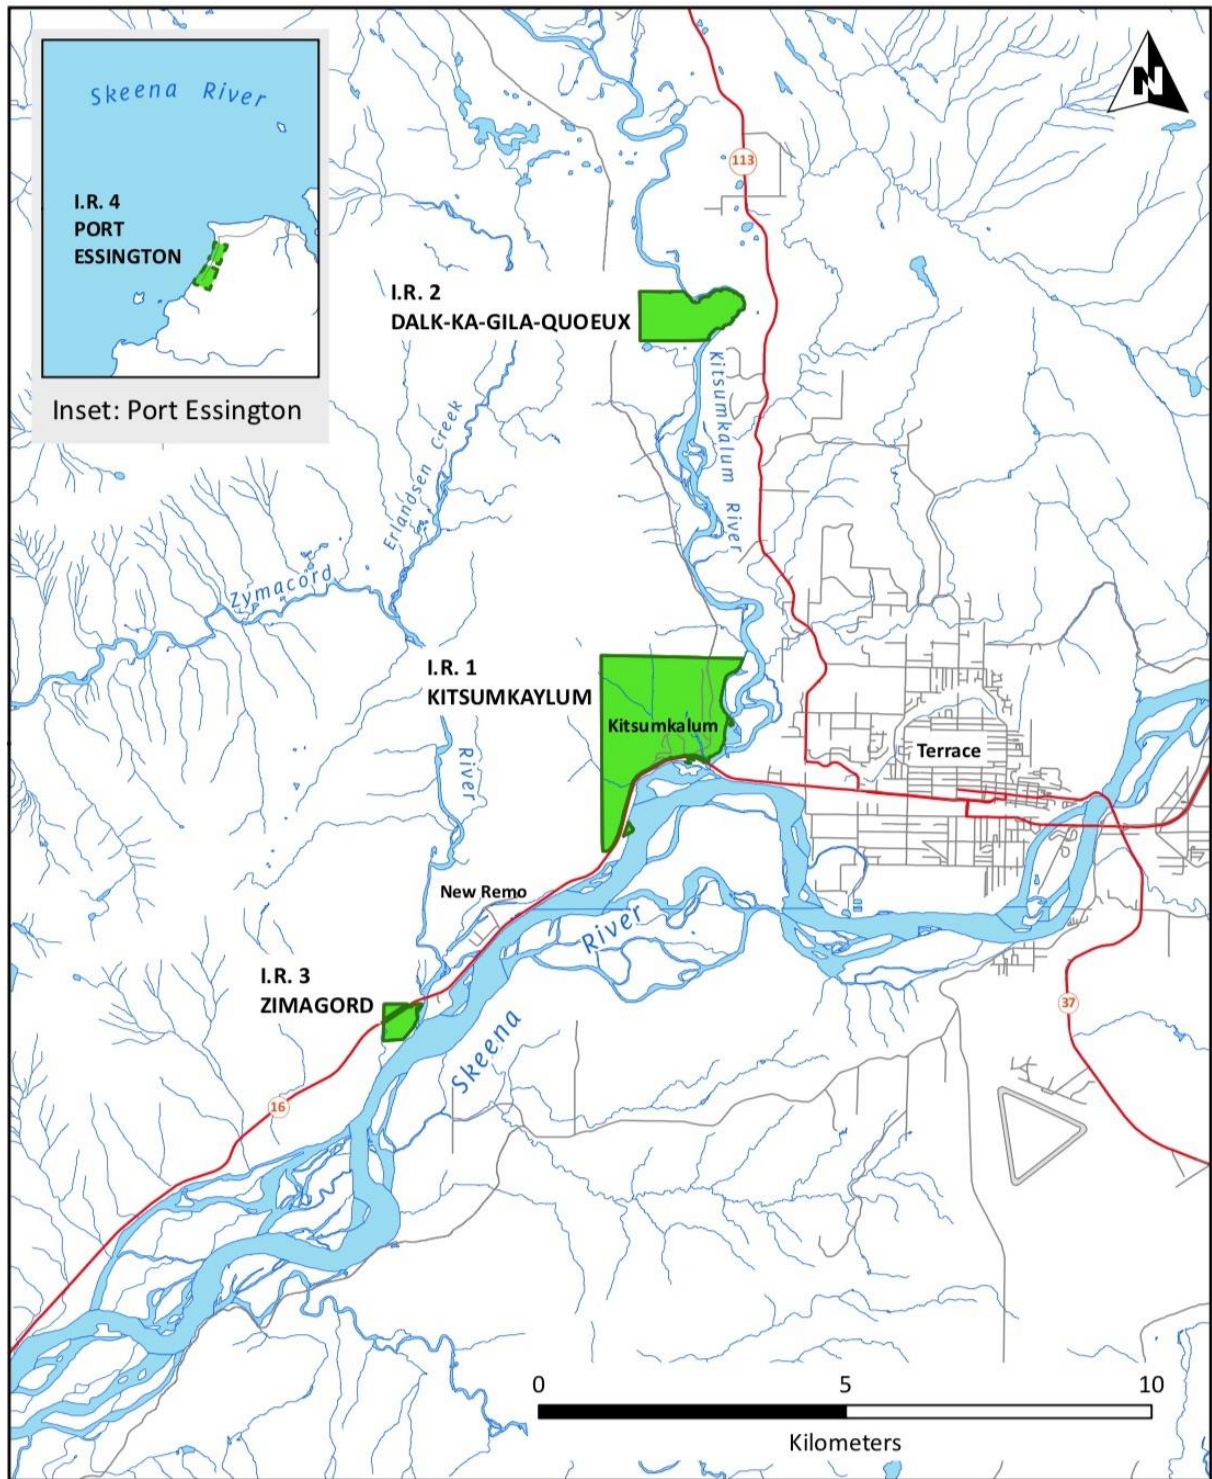 N
Skeena River
I.R. 4
PORT
ESSINGTON
Inset: Port Essington
113
I.R. 2
DALK-KA-GILA-QUOEUX
Kitsumkalum River
Erlandsen Creek
Zymacord
River
I.R. 1
KITSUMKAYLUM
Kitsumkalum
Terrace
New Remo
River
Skeena
I.R. 3
ZIMAGORD
37
16
0 5 10
Kilometers